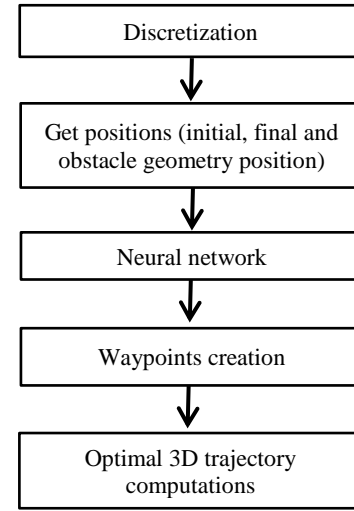 Discretization
Get positions (initial, final and
obstacle geometry position)
Neural network
Waypoints creation
Optimal 3D trajectory
computations